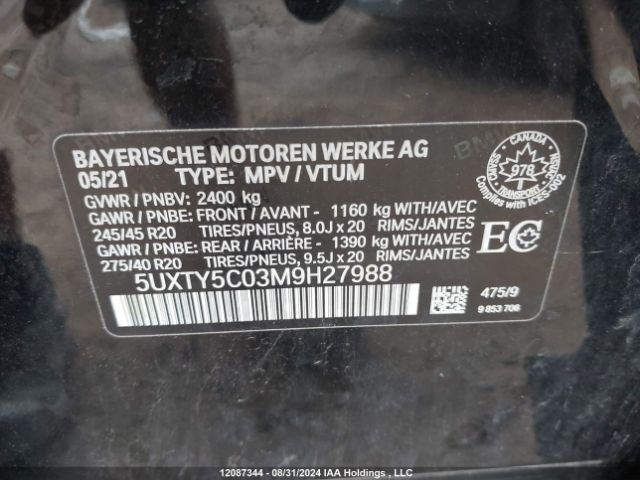 BAYERISCHE MOTOREN WERKE AG
05/21 TYPE: MPV / VTUM
GVWR / PNBV: 2400 kg
GAWR / PNBE: FRONT / AVANT - 1160 kg WITH/AVEC
245/45 R20 TIRES/PNEUS, 8.0J x 20 RIMS/JANTES
GAWR / PNBE: REAR / ARRIÈRE - 1390 kg WITH/AVEC
275/40 R20 TIRES/PNEUS, 9.5J x 20 RIMS/JANTES
5UXTY5C03M9H27988
CANADA
978
TRANSPORT
Complies with ICES-002
EC
475/9
9 853 706
12087344 - 08/31/2024 IAA Holdings , LLC